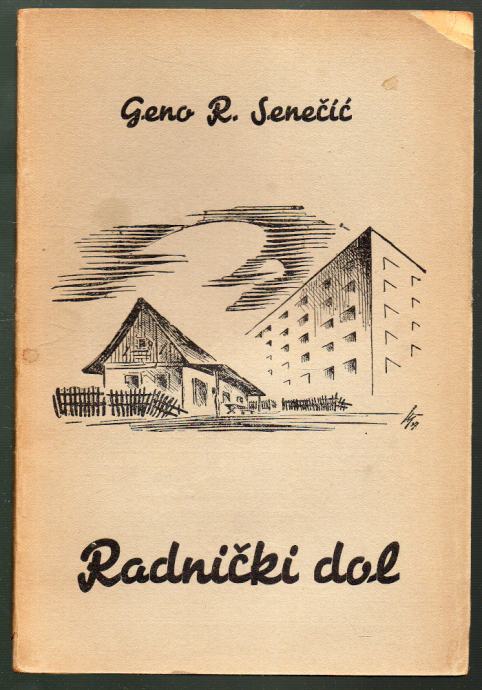 Geno R. Senečić
Radnički dol